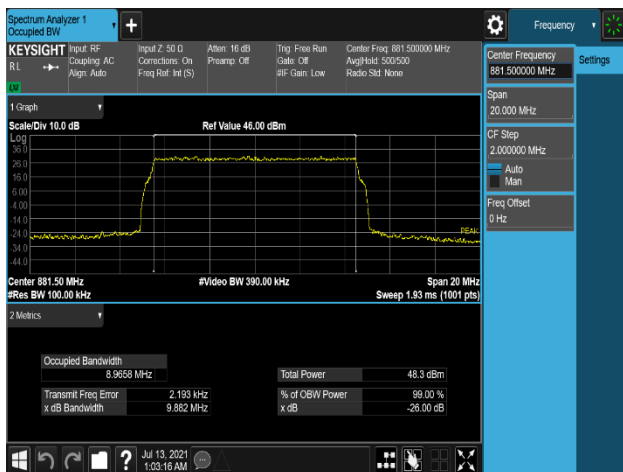 Spectrum Analyzer 1
Occupied BW
+
Frequency
KEYSIGHT
Input: RF
Input Z: 50 Ω
Atten: 16 dB
Trig: Free Run
Center Freq: 881.500000 MHz
R L
Coupling: AC
Corrections: On
Preamp: Off
Gate: Off
Avg|Hold: 500/500
Align: Auto
Freq Ref: Int (S)
#IF Gain: Low
Radio Std: None
Center Frequency
881.500000 MHz
Settings
Span
20.000 MHz
CF Step
2.000000 MHz
Auto
Man
Freq Offset
0 Hz
1 Graph
Scale/Div 10.0 dB
Ref Value 46.00 dBm
Log
36.0
26.0
16.0
6.00
-4.00
-14.0
-24.0
-34.0
-44.0
PEAK
Center 881.50 MHz
#Video BW 390.00 kHz
Span 20 MHz
#Res BW 100.00 kHz
Sweep 1.93 ms (1001 pts)
2 Metrics
Occupied Bandwidth
8.9658 MHz
Total Power
48.3 dBm
Transmit Freq Error
2.193 kHz
% of OBW Power
99.00 %
x dB Bandwidth
9.882 MHz
x dB
-26.00 dB
?
Jul 13, 2021
1:03:16 AM